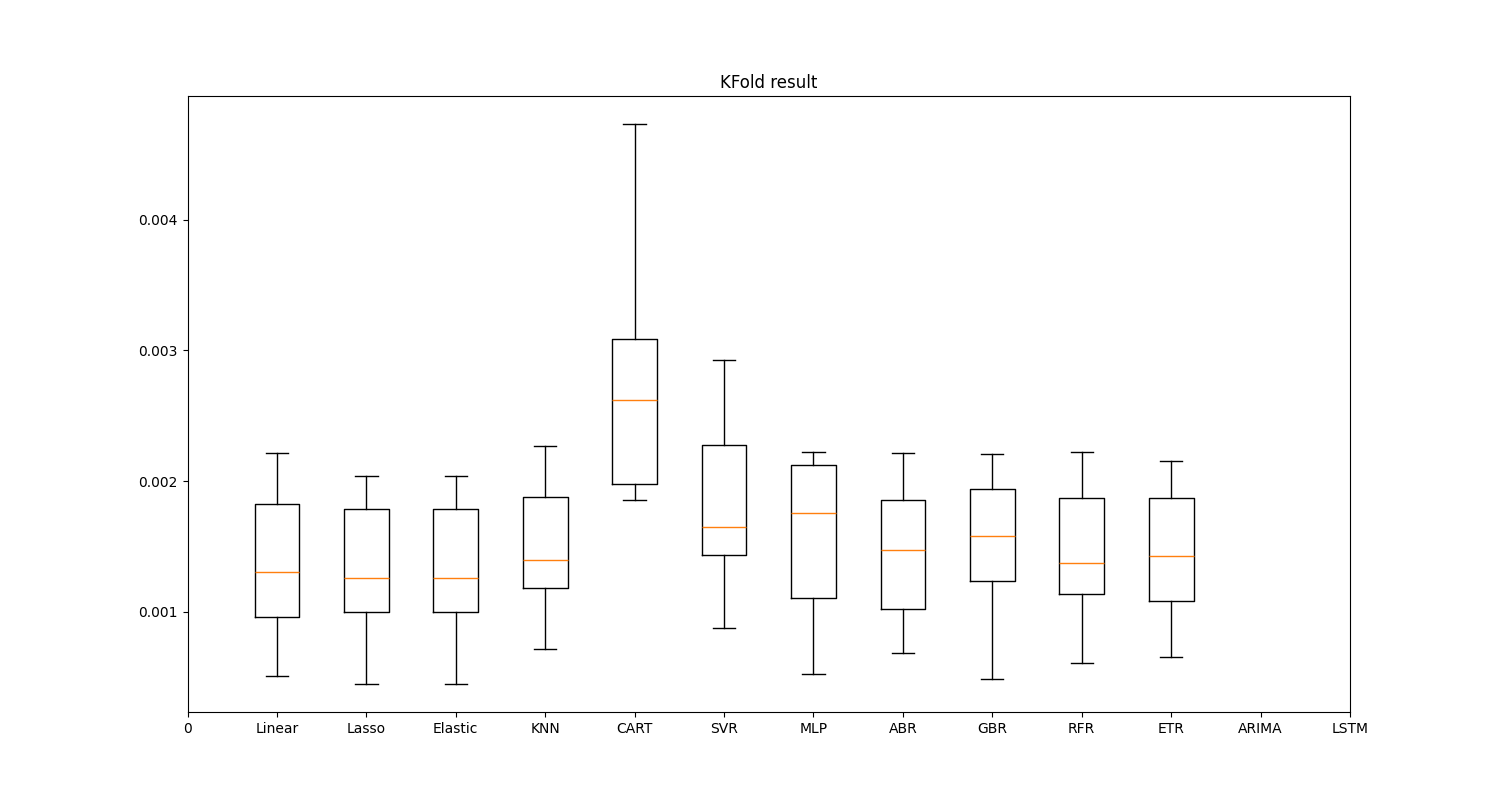 KFold result
0.004
0.003
0.002
0.001
0 Linear Lasso Elastic KNN CART SVR MLP ABR GBR RFR ETR ARIMA LSTM